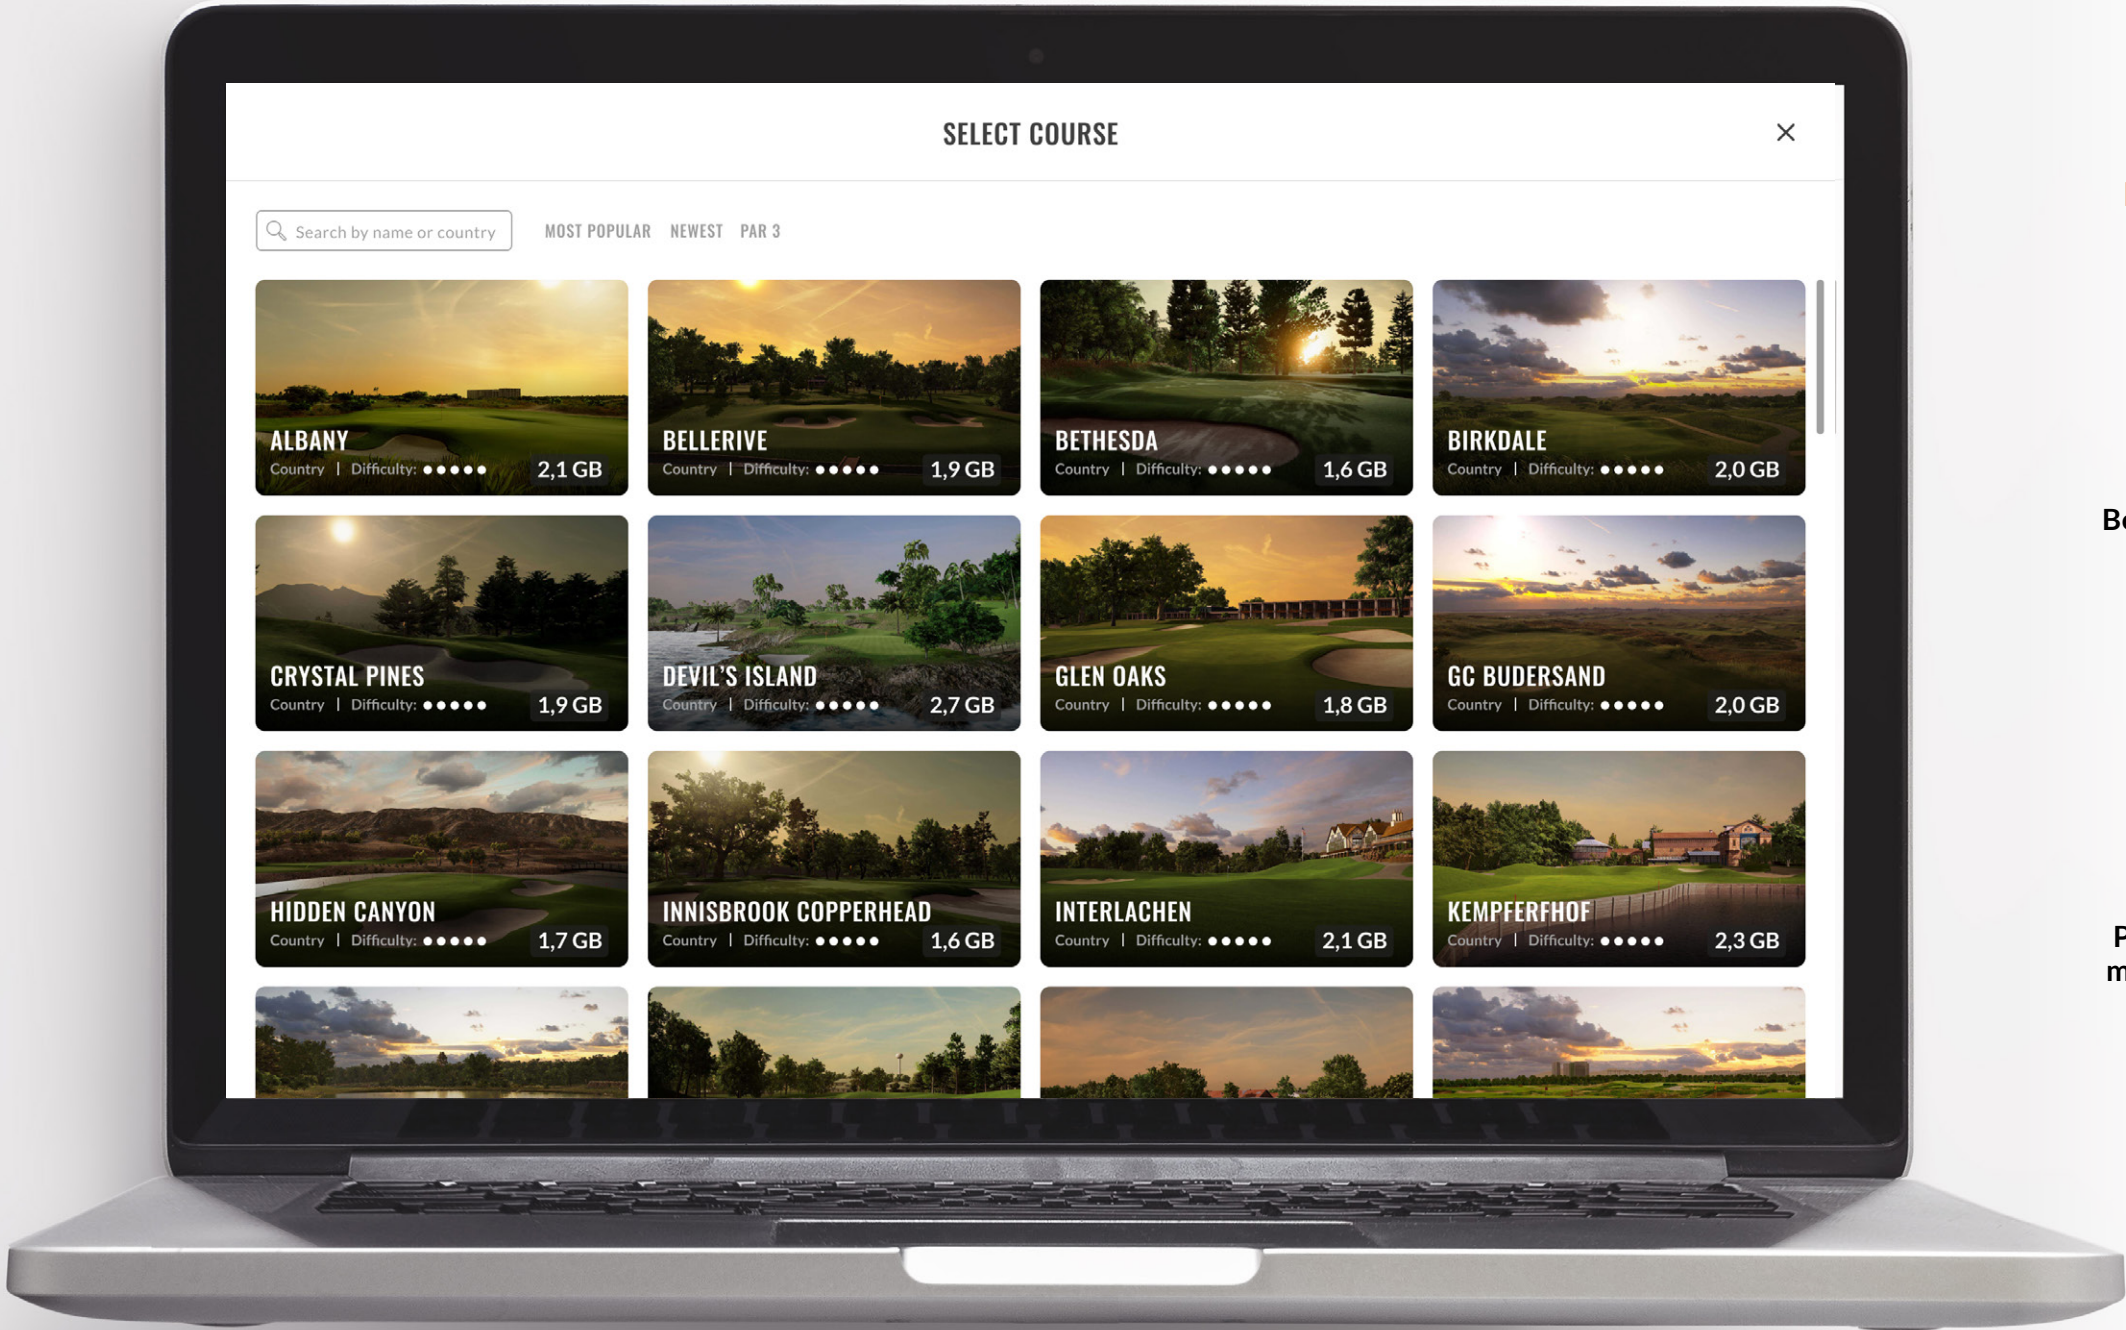 SELECT COURSE
Search by name or country
MOST POPULAR NEWEST PAR 3
ALBANY
Country | Difficulty:
2,1 GB
BELLERIVE
Country | Difficulty:
1,9 GB
BETHESDA
Country | Difficulty:
1,6 GB
BIRKDALE
Country | Difficulty:
2,0 GB
CRYSTAL PINES
Country | Difficulty:
1,9 GB
DEVIL'S ISLAND
Country | Difficulty:
2,7 GB
GLEN OAKS
Country | Difficulty:
1,8 GB
GC BUDERSAND
Country | Difficulty:
2,0 GB
HIDDEN CANYON
Country | Difficulty:
1,7 GB
INNISBROOK COPPERHEAD
Country | Difficulty:
1,6 GB
INTERLACHEN
Country | Difficulty:
2,1 GB
KEMPFERFHOF
Country | Difficulty:
2,3 GB